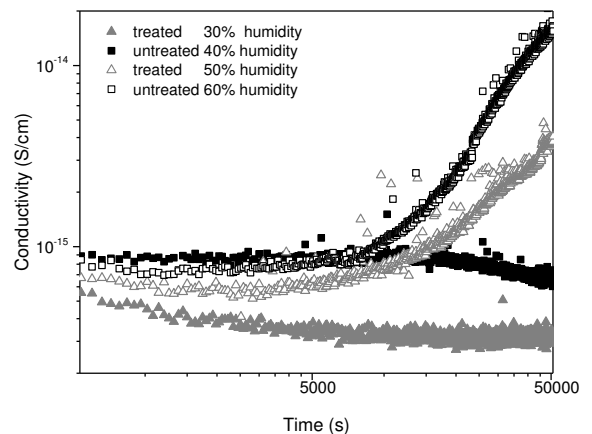 treated 30% humidity
untreated 40% humidity
treated 50% humidity
untreated 60% humidity
10⁻¹⁴
10⁻¹⁵
Conductivity (S/cm)
5000 50000
Time (s)